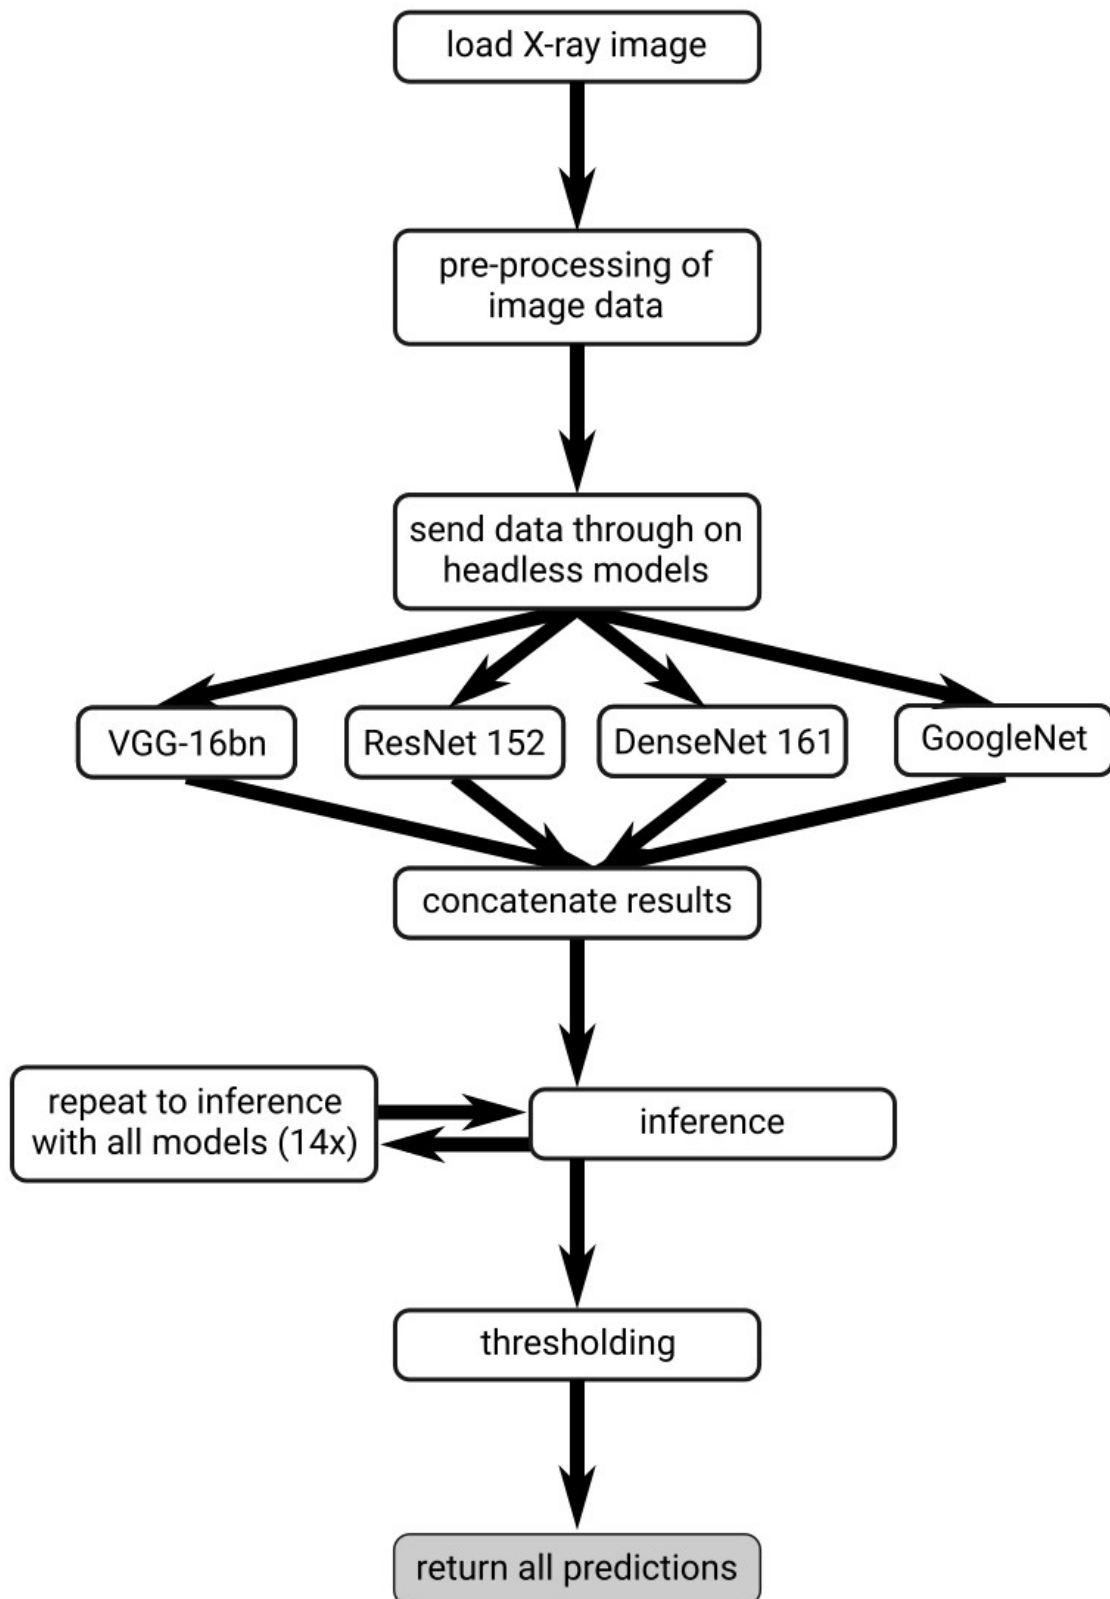 load X-ray image
pre-processing of
image data
send data through on
headless models
VGG-16bn
ResNet 152
DenseNet 161
GoogleNet
concatenate results
repeat to inference
with all models (14x)
inference
thresholding
return all predictions